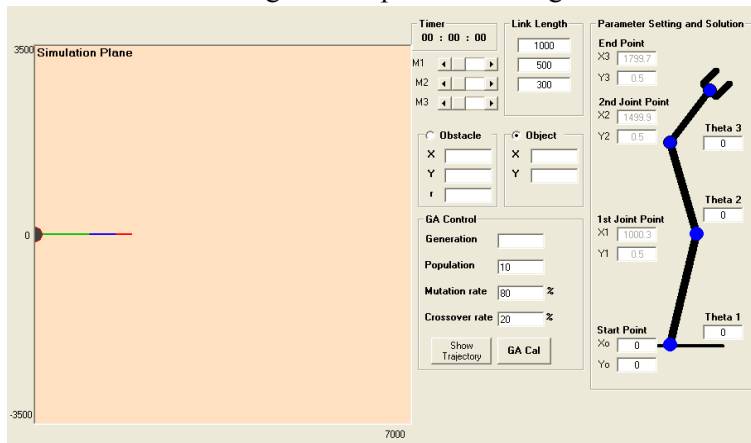 Timer
00 : 00 : 00
M1
M2
M3
Link Length
1000
500
300
Obstacle
X
Y
r
Object
X
Y
GA Control
Generation
Population 10
Mutation rate 80 %
Crossover rate 20 %
Show
Trajectory
GA Cal
Parameter Setting and Solution
End Point
X3 1799.7
Y3 0.5
2nd Joint Point
X2 1499.9
Y2 0.5
Theta 3
0
Theta 2
0
1st Joint Point
X1 1000.3
Y1 0.5
Theta 1
0
Start Point
Xo 0
Yo 0
3500
Simulation Plane
0
-3500
7000